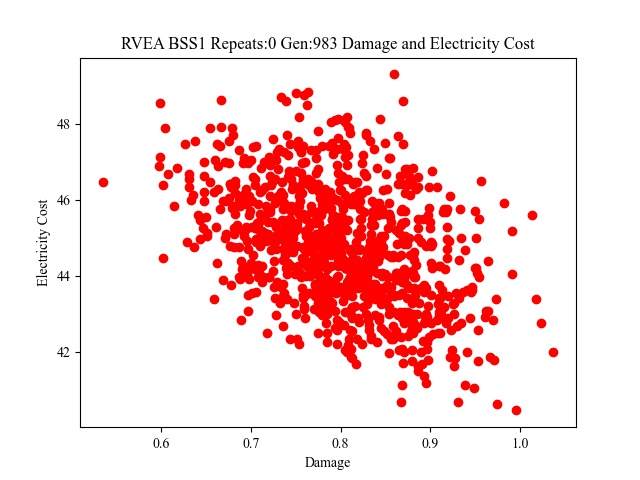 RVEA BSS1 Repeats:0 Gen:983 Damage and Electricity Cost
48
46
44
42
Electricity Cost
0.6 0.7 0.8 0.9 1.0
Damage